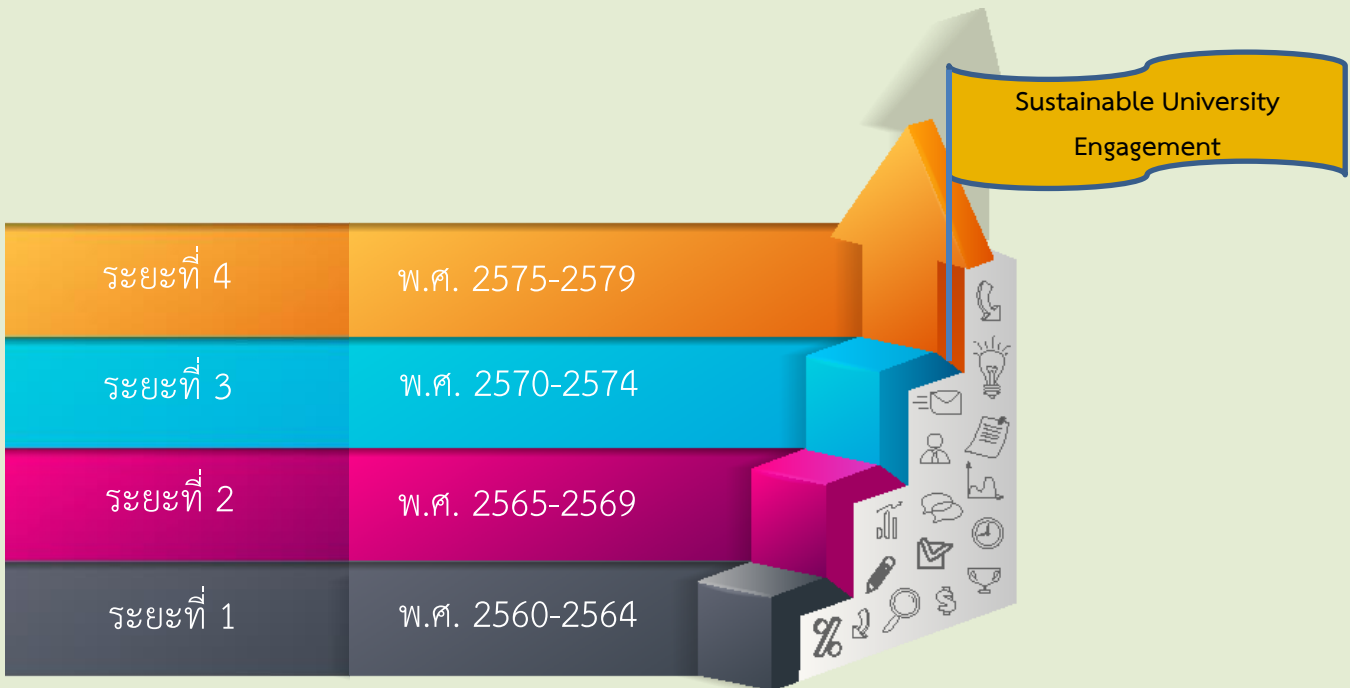 Sustainable University
Engagement
ระยะที่ 4 พ.ศ. 2575-2579
ระยะที่ 3 พ.ศ. 2570-2574
ระยะที่ 2 พ.ศ. 2565-2569
ระยะที่ 1 พ.ศ. 2560-2564
%
$